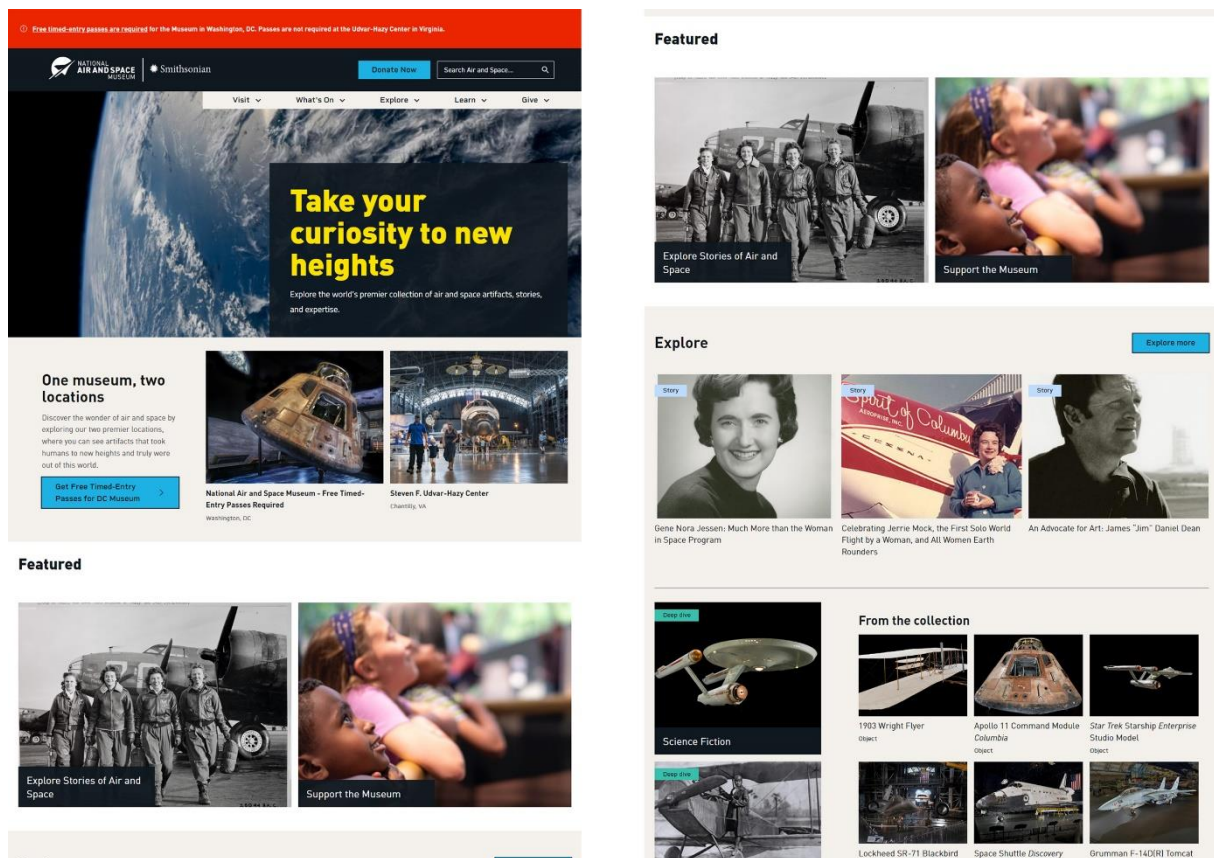 Free timed-entry passes are required for the Museum in Washington, DC. Passes are not required at the Udvar-Hazy Center in Virginia.
NATIONAL
AIR AND SPACE
MUSEUM
Smithsonian
Donate Now
Search Air and Space...
Visit
What's On
Explore
Learn
Give
Take your
curiosity to new
heights
Explore the world's premier collection of air and space artifacts, stories,
and expertise.
One museum, two
locations
Discover the wonder of air and space by
exploring our two premier locations,
where you can see artifacts that took
humans to new heights and truly were
out of this world.
Get Free Timed-Entry
Passes for DC Museum
National Air and Space Museum - Free Timed-
Entry Passes Required
Washington, DC
Steven F. Udvar-Hazy Center
Chantilly, VA
Featured
Explore Stories of Air and
Space
Support the Museum
Featured
Explore Stories of Air and
Space
Support the Museum
Explore
Explore more
Story
Story
Spirit of Columbus
AEROPRISE, INC.
CESSNA
Story
Gene Nora Jessen: Much More than the Woman
in Space Program
Celebrating Jerrie Mock, the First Solo World
Flight by a Woman, and All Women Earth
Rounders
An Advocate for Art: James "Jim" Daniel Dean
Deep dive
Science Fiction
Deep dive
From the collection
1903 Wright Flyer
Object
Apollo 11 Command Module
Columbia
Object
Star Trek Starship Enterprise
Studio Model
Object
Lockheed SR-71 Blackbird
Space Shuttle Discovery
Grumman F-14D(R) Tomcat